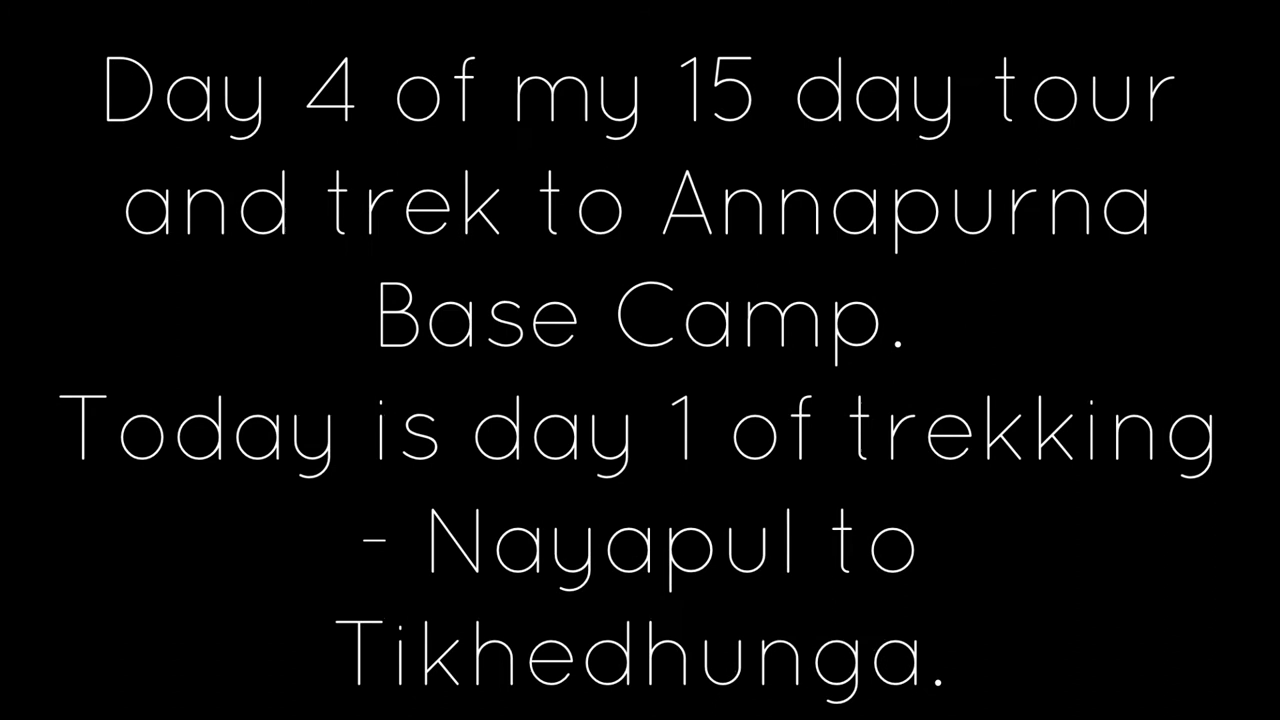 Day 4 of my 15 day tour
and trek to Annapurna
Base Camp.
Today is day 1 of trekking
- Nayapul to
Tikhedhunga.